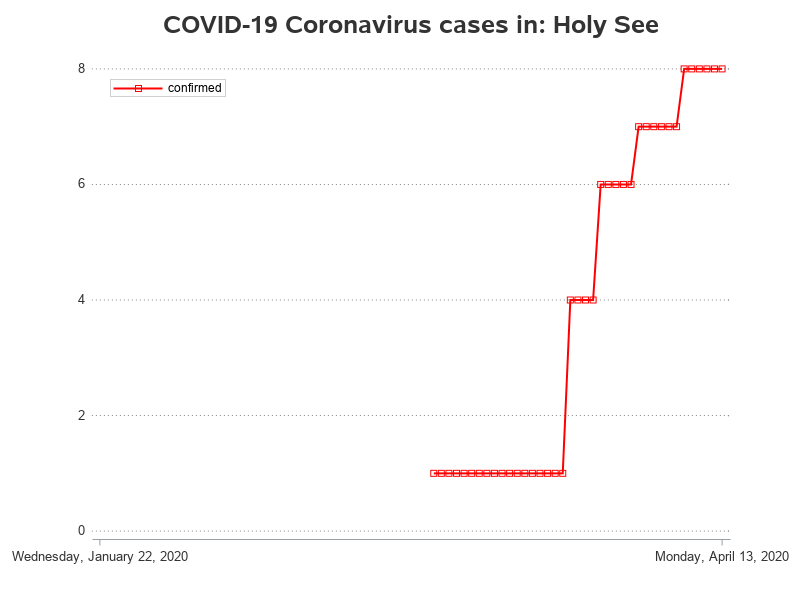 COVID-19 Coronavirus cases in: Holy See
8
confirmed
6
4
2
0
Wednesday, January 22, 2020
Monday, April 13, 2020